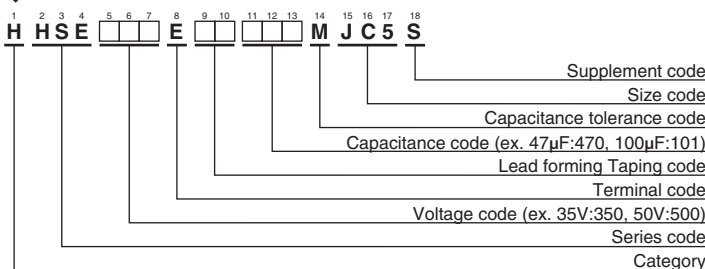 1 2 3 4 5 6 7 8 9 10 11 12 13 14 15 16 17 18
H HSE E M JC5 S
Supplement code
Size code
Capacitance tolerance code
Capacitance code (ex. 47µF:470, 100µF:101)
Lead forming Taping code
Terminal code
Voltage code (ex. 35V:350, 50V:500)
Series code
Category